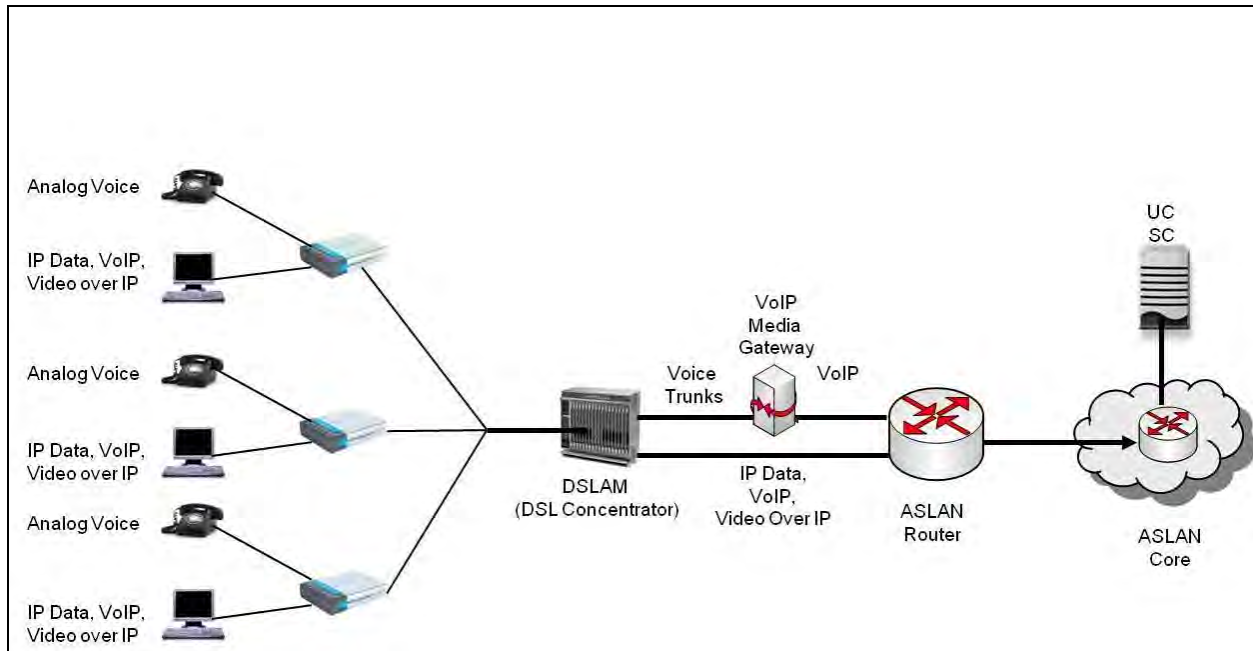 Analog Voice
IP Data, VoIP,
Video over IP
Analog Voice
IP Data, VoIP,
Video over IP
Analog Voice
IP Data, VoIP,
Video over IP
DSLAM
(DSL Concentrator)
Voice
Trunks
VoIP
Media
Gateway
VoIP
IP Data,
VoIP,
Video Over IP
ASLAN
Router
UC
SC
ASLAN
Core